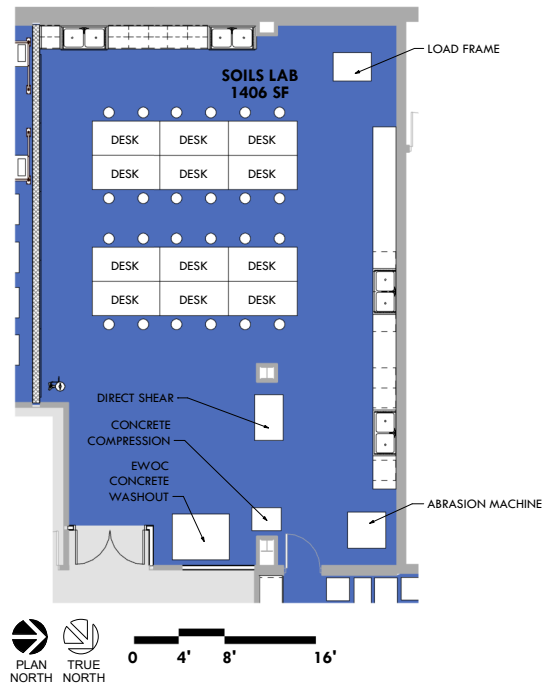 LOAD FRAME
SOILS LAB
1406 SF
DESK DESK DESK
DESK DESK DESK
DESK DESK DESK
DESK DESK DESK
DIRECT SHEAR
CONCRETE
COMPRESSION
EWOC
CONCRETE
WASHOUT
ABRASION MACHINE
PLAN
NORTH
TRUE
NORTH
0 4' 8' 16'